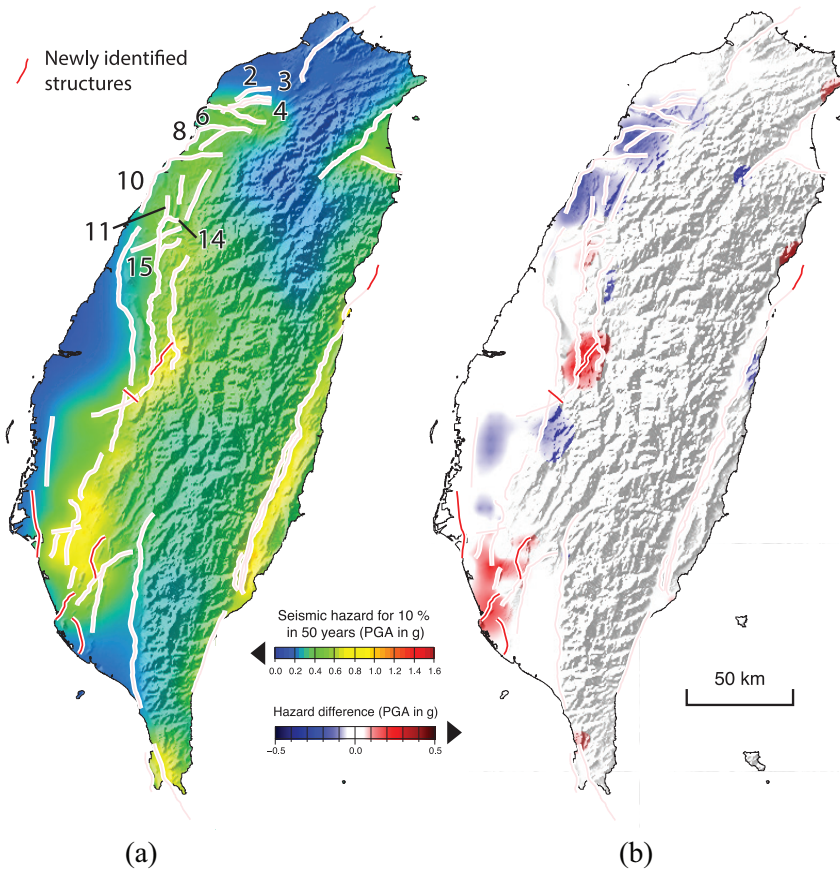 Newly identified
structures
2
3
4
6
8
10
11
14
15
Seismic hazard for 10 %
in 50 years (PGA in g)
0.0 0.2 0.4 0.6 0.8 1.0 1.2 1.4 1.6
Hazard difference (PGA in g)
−0.5 0.0 0.5
50 km
(a) (b)